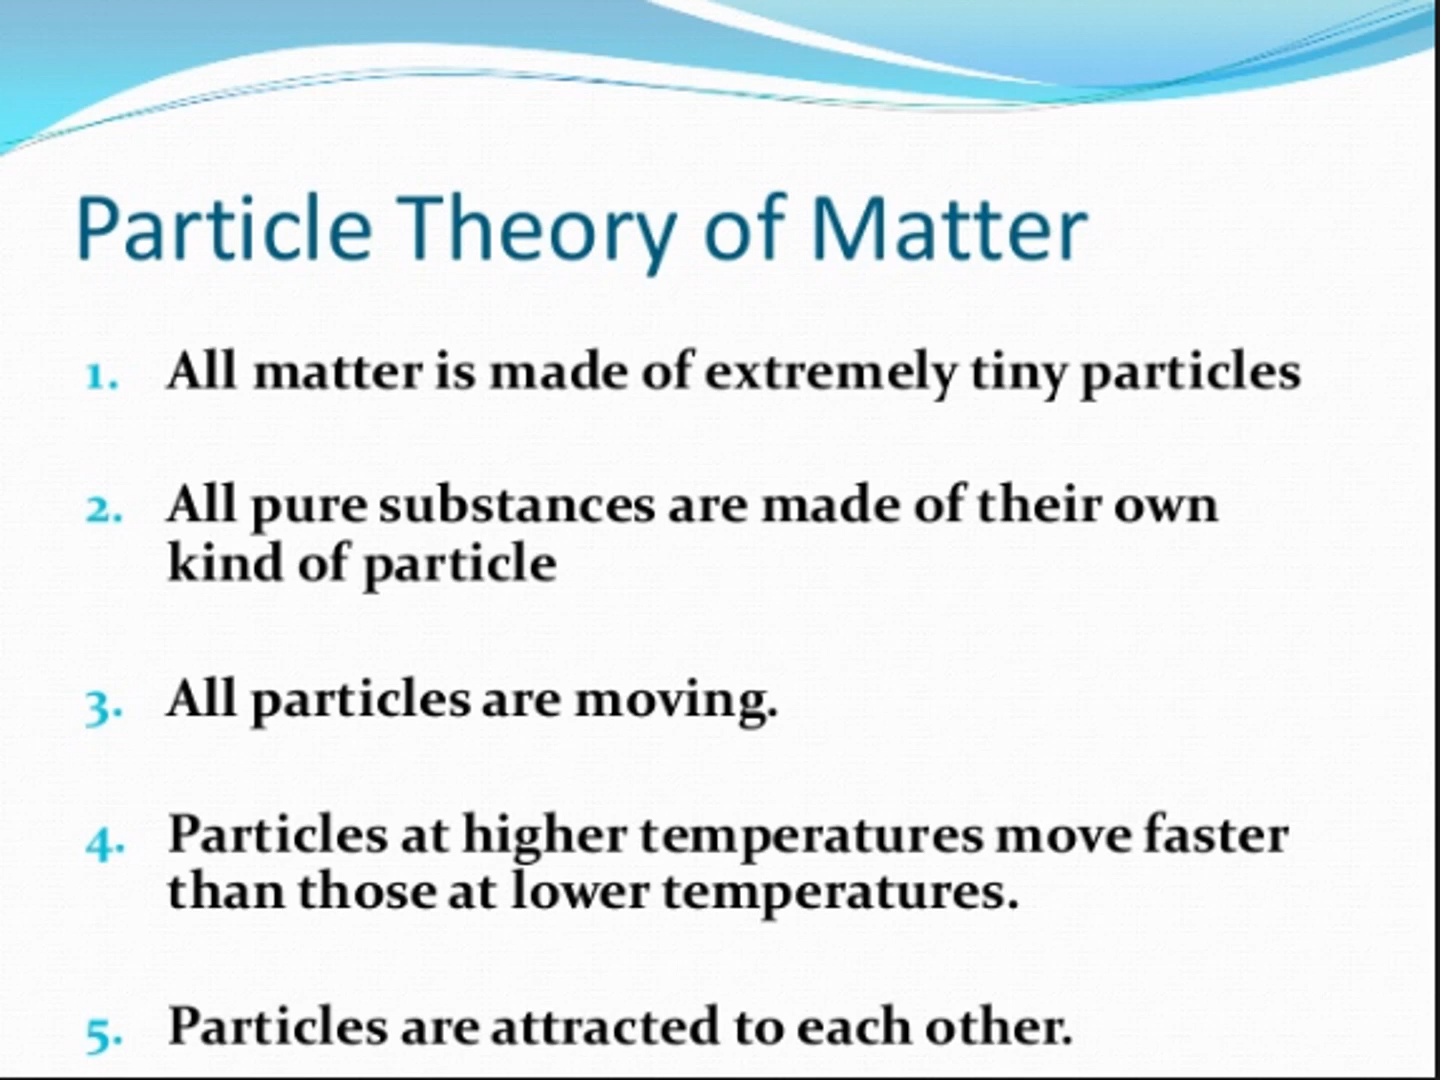 Particle Theory of Matter
1. All matter is made of extremely tiny particles
2. All pure substances are made of their own
kind of particle
3. All particles are moving.
4. Particles at higher temperatures move faster
than those at lower temperatures.
5. Particles are attracted to each other.